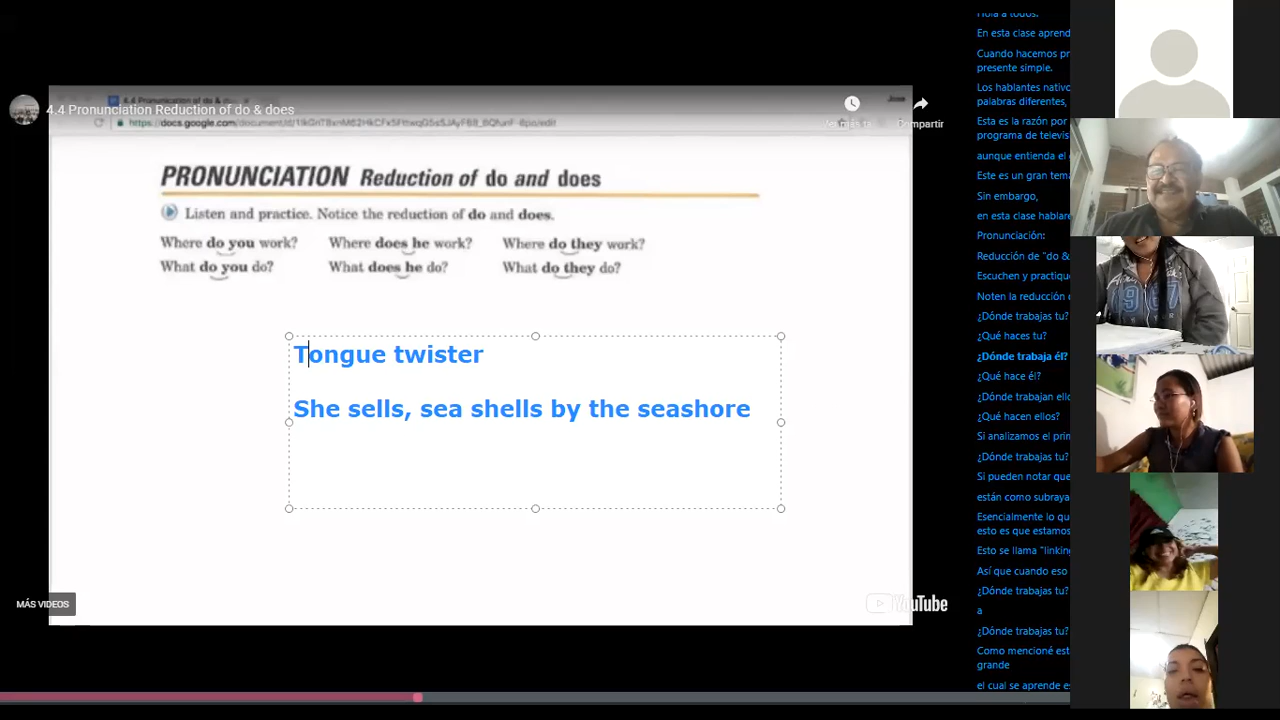 4.4 Pronunciation Reduction of do & does
Compartir
PRONUNCIATION Reduction of do and does
Listen and practice. Notice the reduction of do and does.
Where do you work? Where does he work? Where do they work?
What do you do? What does he do? What do they do?
Tongue twister
She sells, sea shells by the seashore
MÁS VIDEOS
YouTube
Hola a todos.
En esta clase aprend
Cuando hacemos pr
presente simple.
Los hablantes nativo
palabras diferentes,
Esta es la razón por
programa de televis
aunque entienda el
Este es un gran tem
Sin embargo,
en esta clase hablare
Pronunciación:
Reducción de "do &
Escuchen y practique
Noten la reducción
¿Dónde trabajas tu?
¿Qué haces tu?
¿Dónde trabaja él?
¿Qué hace él?
¿Dónde trabajan ello
¿Qué hacen ellos?
Si analizamos el prin
¿Dónde trabajas tu?
Si pueden notar que
están como subraya
Esencialmente lo qu
esto es que estamos
Esto se llama "linkin
Así que cuando eso
¿Dónde trabajas tu?
a
¿Dónde trabajas tu?
Como mencioné est
grande
el cual se aprende es